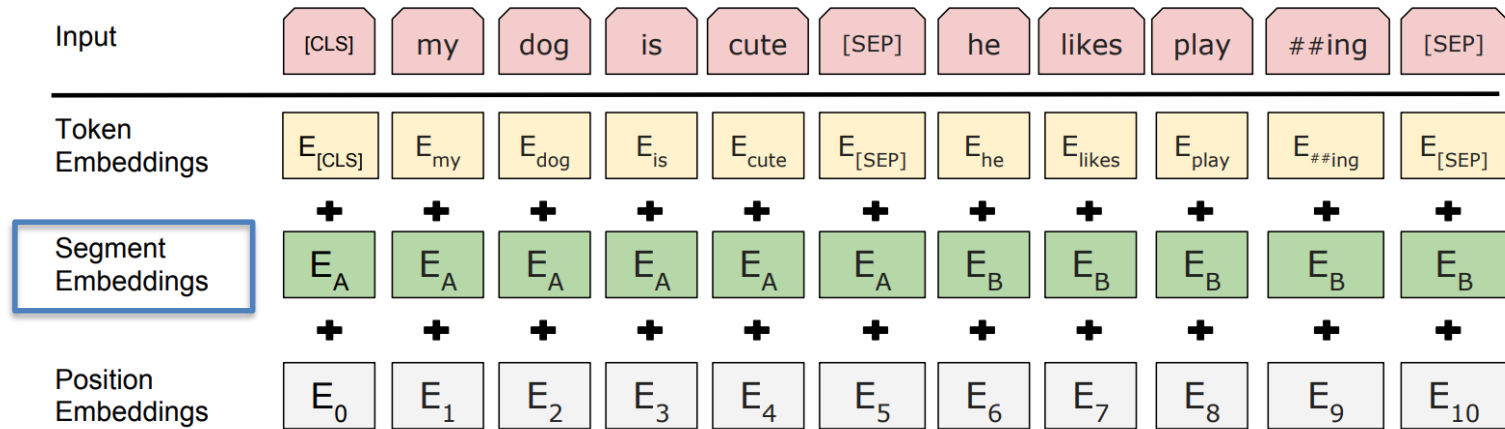 Input [CLS] my dog is cute [SEP] he likes play ##ing [SEP]
Token
Embeddings E[CLS] Emy Edog Eis Ecute E[SEP] Ehe Elikes Eplay E##ing E[SEP]
+ + + + + + + + + + +
Segment
Embeddings EA EA EA EA EA EA EB EB EB EB EB
+ + + + + + + + + + +
Position
Embeddings E0 E1 E2 E3 E4 E5 E6 E7 E8 E9 E10